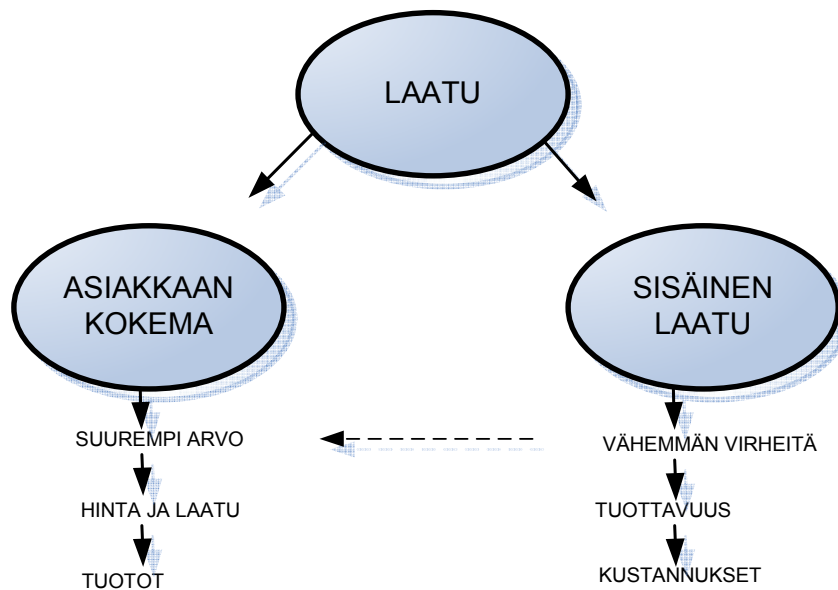 LAATU
ASIAKKAAN
KOKEMA
SISÄINEN
LAATU
SUUREMPI ARVO
VÄHEMMÄN VIRHEITÄ
HINTA JA LAATU
TUOTTAVUUS
TUOTOT
KUSTANNUKSET